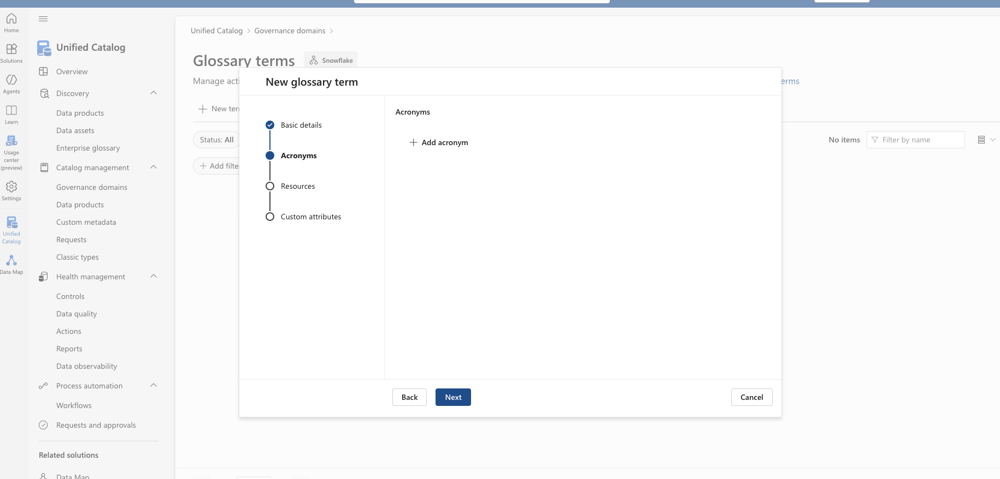 Home
Solutions
Agents
Learn
Usage
center
(preview)
Settings
Unified
Catalog
Data Map
Unified Catalog
Overview
Discovery
Data products
Data assets
Enterprise glossary
Catalog management
Governance domains
Data products
Custom metadata
Requests
Classic types
Health management
Controls
Data quality
Actions
Reports
Data observability
Process automation
Workflows
Requests and approvals
Related solutions
Data Map
Unified Catalog > Governance domains >
Glossary terms Snowflake
Manage acti
erms
New ter
Status: All
Add filte
No items Filter by name
New glossary term
Basic details
Acronyms
Resources
Custom attributes
Acronyms
Add acronym
Back Next Cancel